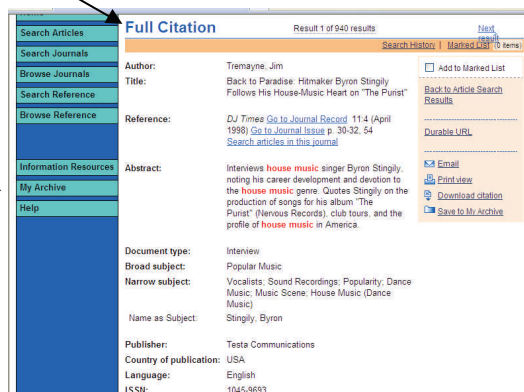 Home
Search Articles
Search Journals
Browse Journals
Search Reference
Browse Reference
Information Resources
My Archive
Help
Full Citation
Result 1 of 940 results
Next result
Search History | Marked List (0 items)
Author: Tremayne, Jim
Title: Back to Paradise: Hitmaker Byron Stingily
Follows His House-Music Heart on "The Purist"
Reference: DJ Times Go to Journal Record 11:4 (April
1998) Go to Journal Issue p. 30-32, 54
Search articles in this journal
Abstract: Interviews house music singer Byron Stingily,
noting his career development and devotion to
the house music genre. Quotes Stingily on the
production of songs for his album "The
Purist" (Nervous Records), club tours, and the
profile of house music in America.
Document type: Interview
Broad subject: Popular Music
Narrow subject: Vocalists; Sound Recordings; Popularity; Dance
Music; Music Scene; House Music (Dance
Music)
Name as Subject: Stingily, Byron
Publisher: Testa Communications
Country of publication: USA
Language: English
ISSN: 1045-9693
Add to Marked List
Back to Article Search
Results
Durable URL
Email
Print view
Download citation
Save to My Archive